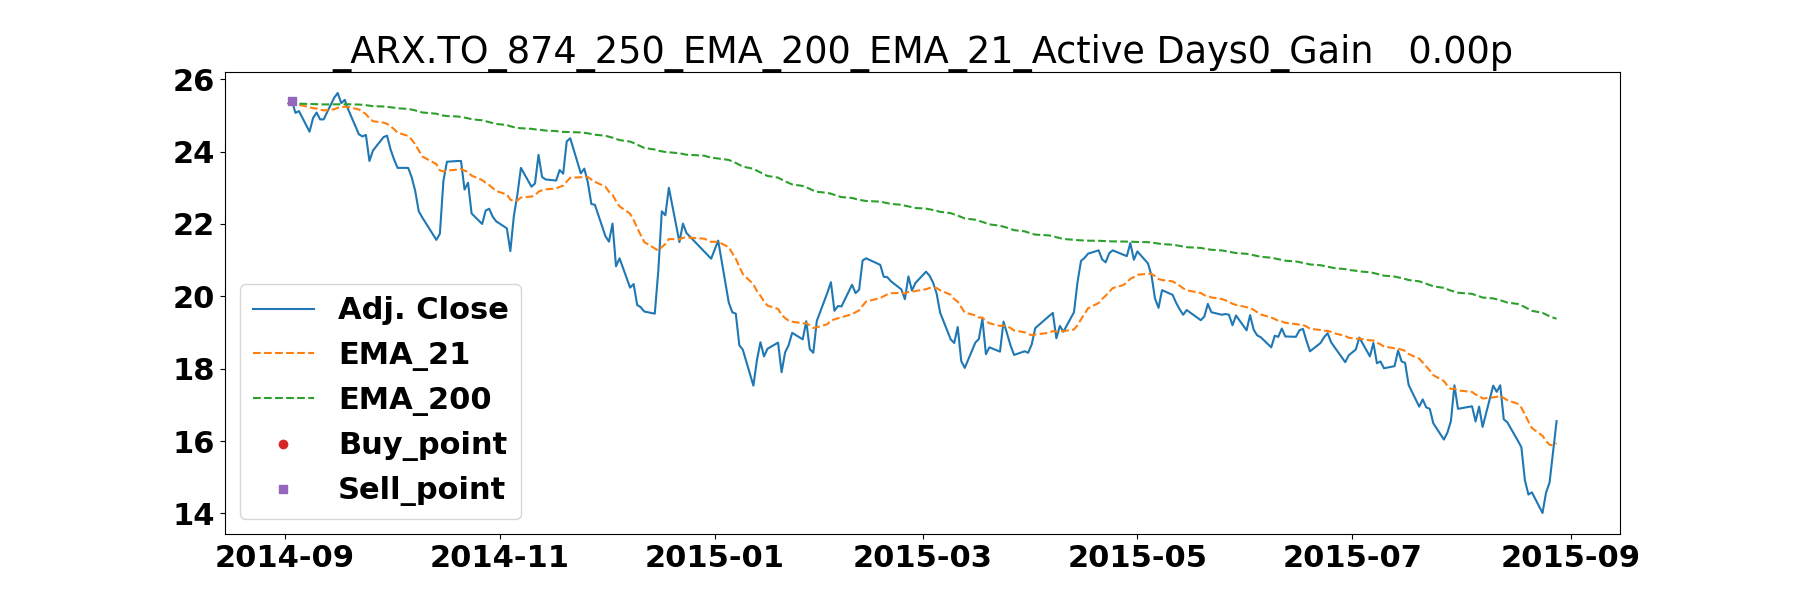 _ARX.TO_874_250_EMA_200_EMA_21_Active Days0_Gain   0.00p
26
24
22
20
18
16
14
Adj. Close
EMA_21
EMA_200
Buy_point
Sell_point
2014-09 2014-11 2015-01 2015-03 2015-05 2015-07 2015-09